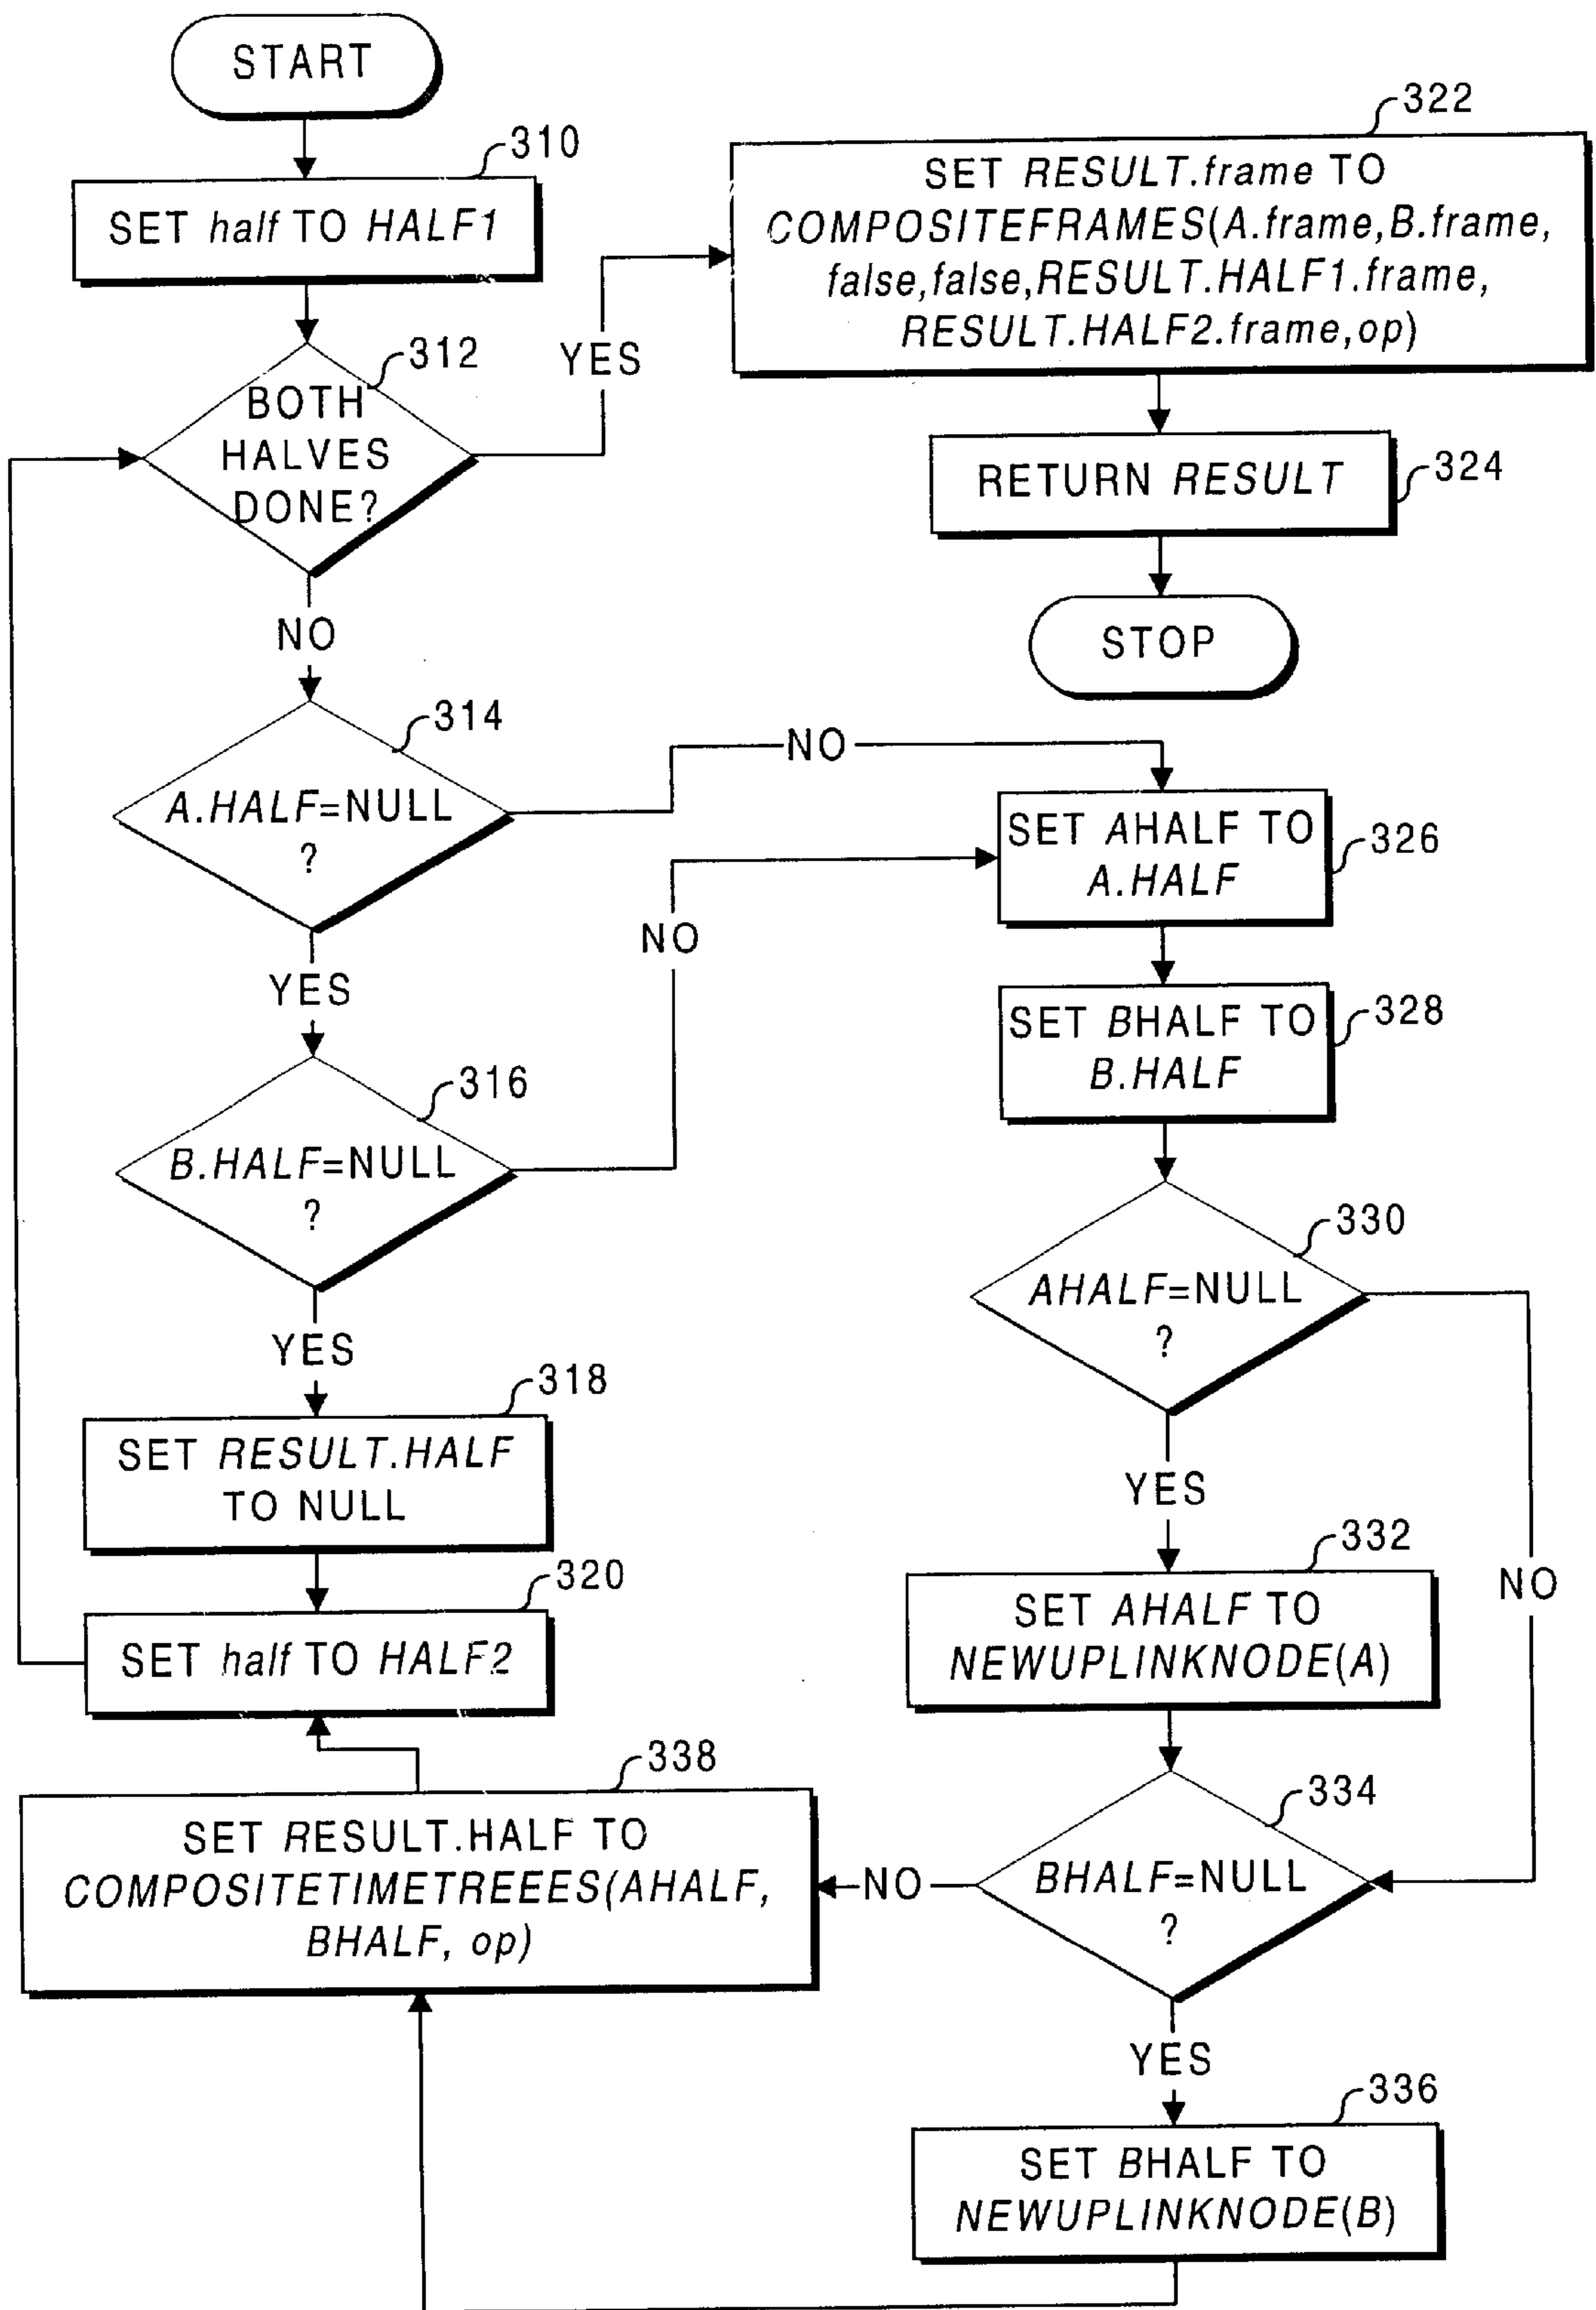 START
310
SET half TO HALF1
312
BOTH
HALVES
DONE?
YES
NO
322
SET RESULT.frame TO
COMPOSITEFRAMES(A.frame,B.frame,
false,false,RESULT.HALF1.frame,
RESULT.HALF2.frame,op)
RETURN RESULT
324
STOP
314
A.HALF=NULL
?
NO
YES
316
B.HALF=NULL
?
NO
YES
318
SET RESULT.HALF
TO NULL
320
SET half TO HALF2
SET AHALF TO
A.HALF
326
SET BHALF TO
B.HALF
328
330
AHALF=NULL
?
YES
NO
332
SET AHALF TO
NEWUPLINKNODE(A)
334
BHALF=NULL
?
NO
YES
336
SET BHALF TO
NEWUPLINKNODE(B)
338
SET RESULT.HALF TO
COMPOSITETIMETREEES(AHALF,
BHALF, op)